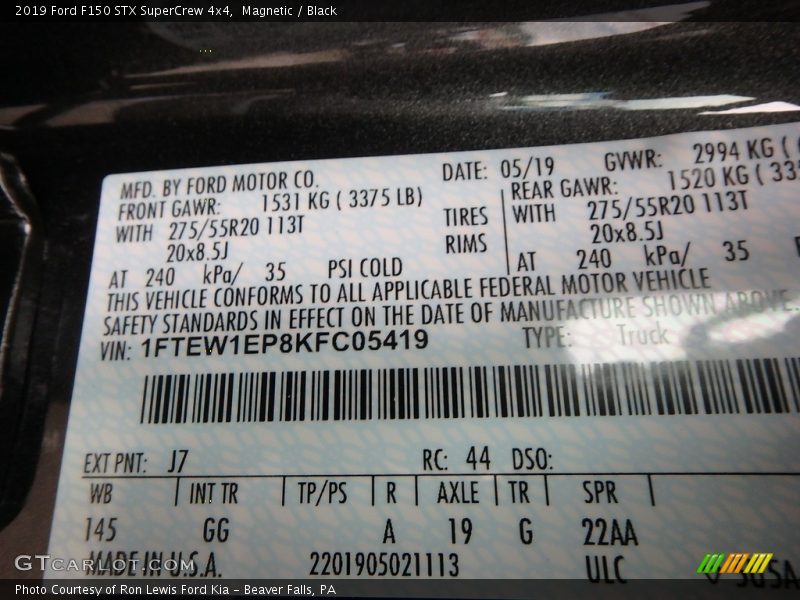 2019 Ford F150 STX SuperCrew 4x4, Magnetic / Black
MFD. BY FORD MOTOR CO. DATE: 05/19 GVWR: 2994 KG (
FRONT GAWR: 1531 KG ( 3375 LB) REAR GAWR: 1520 KG (
WITH 275/55R20 113T TIRES WITH 275/55R20 113T
20x8.5J RIMS 20x8.5J
AT 240 kPa/ 35 PSI COLD AT 240 kPa/ 35
THIS VEHICLE CONFORMS TO ALL APPLICABLE FEDERAL MOTOR VEHICLE
SAFETY STANDARDS IN EFFECT ON THE DATE OF MANUFACTURE SHOWN ABOVE.
VIN: 1FTEW1EP8KFC05419 TYPE: Truck
EXT PNT: J7 RC: 44 DSO:
WB INT TR TP/PS R AXLE TR SPR
145 GG A 19 G 22AA
MADE IN U.S.A. 2201905021113 ULC
GTCARLOT.COM
Photo Courtesy of Ron Lewis Ford Kia – Beaver Falls, PA